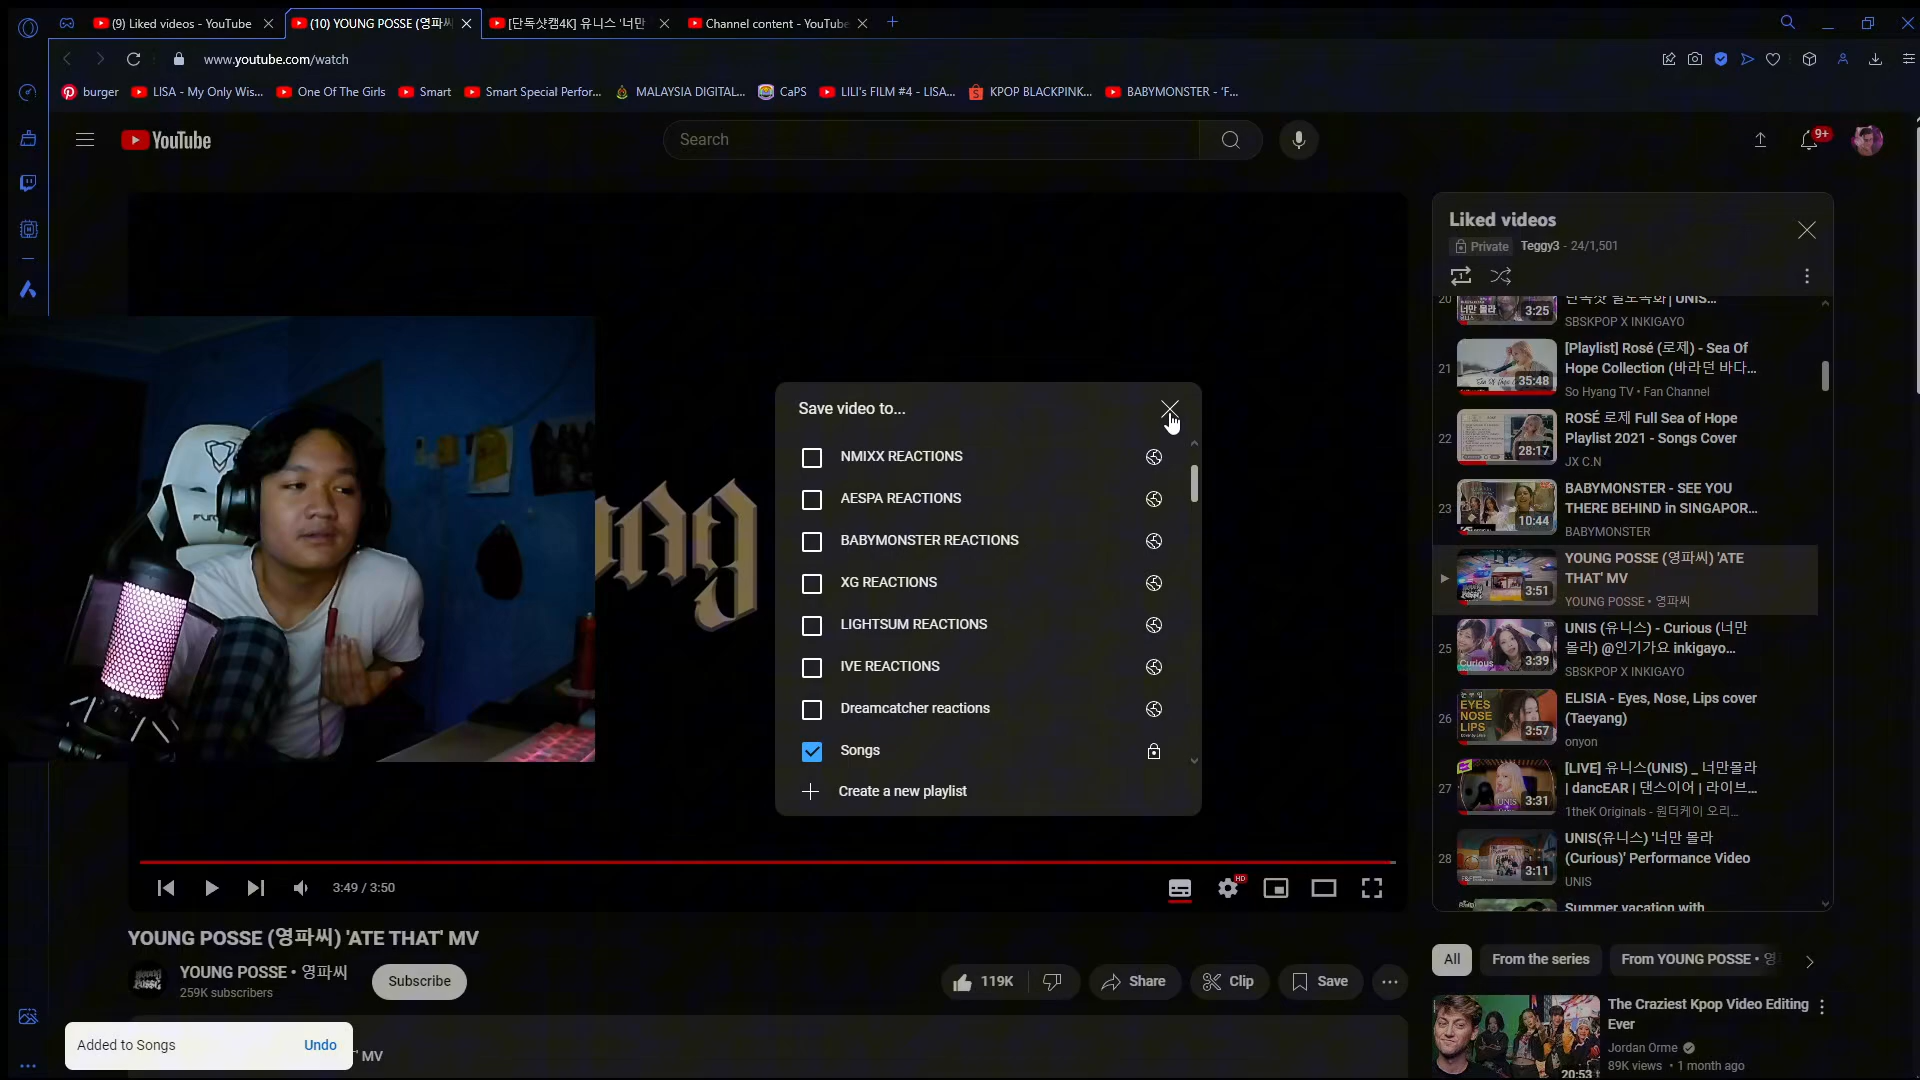 (9) Liked videos - YouTube
(10) YOUNG POSSE (영파씨
[단독샷캠4K] 유니스 '너만
Channel content - YouTube
www.youtube.com/watch
burger
LISA - My Only Wis...
One Of The Girls
Smart
Smart Special Perfor...
MALAYSIA DIGITAL...
CaPS
LILI's FILM #4 - LISA...
KPOP BLACKPINK...
BABYMONSTER - 'F...
YouTube
Search
9+
Liked videos
Private Teggy3 - 24/1,501
20
3:25
SBSKPOP X INKIGAYO
21
35:48
[Playlist] Rosé (로제) - Sea Of
Hope Collection (바라던 바다...
So Hyang TV • Fan Channel
22
28:17
ROSÉ 로제 Full Sea of Hope
Playlist 2021 - Songs Cover
JX C.N
23
10:44
BABYMONSTER - SEE YOU
THERE BEHIND in SINGAPOR...
BABYMONSTER
3:51
YOUNG POSSE (영파씨) 'ATE
THAT' MV
YOUNG POSSE • 영파씨
25
Curious
3:39
UNIS (유니스) - Curious (너만
몰라) @인기가요 inkigayo...
SBSKPOP X INKIGAYO
26
EYES
NOSE
LIPS
3:57
ELISIA - Eyes, Nose, Lips cover
(Taeyang)
onyon
27
UNIS
3:31
[LIVE] 유니스(UNIS) _ 너만몰라
| dancEAR | 댄스이어 | 라이브...
1theK Originals - 원더케이 오리...
28
3:11
UNIS(유니스) '너만 몰라
(Curious)' Performance Video
UNIS
Summer vacation with
Save video to...
NMIXX REACTIONS
AESPA REACTIONS
BABYMONSTER REACTIONS
XG REACTIONS
LIGHTSUM REACTIONS
IVE REACTIONS
Dreamcatcher reactions
Songs
Create a new playlist
3:49 / 3:50
HD
YOUNG POSSE (영파씨) 'ATE THAT' MV
YOUNG POSSE • 영파씨
259K subscribers
Subscribe
119K
Share
Clip
Save
All
From the series
From YOUNG POSSE • 영
The Craziest Kpop Video Editing
Ever
Jordan Orme
89K views • 1 month ago
20:53
Added to Songs
Undo
MV